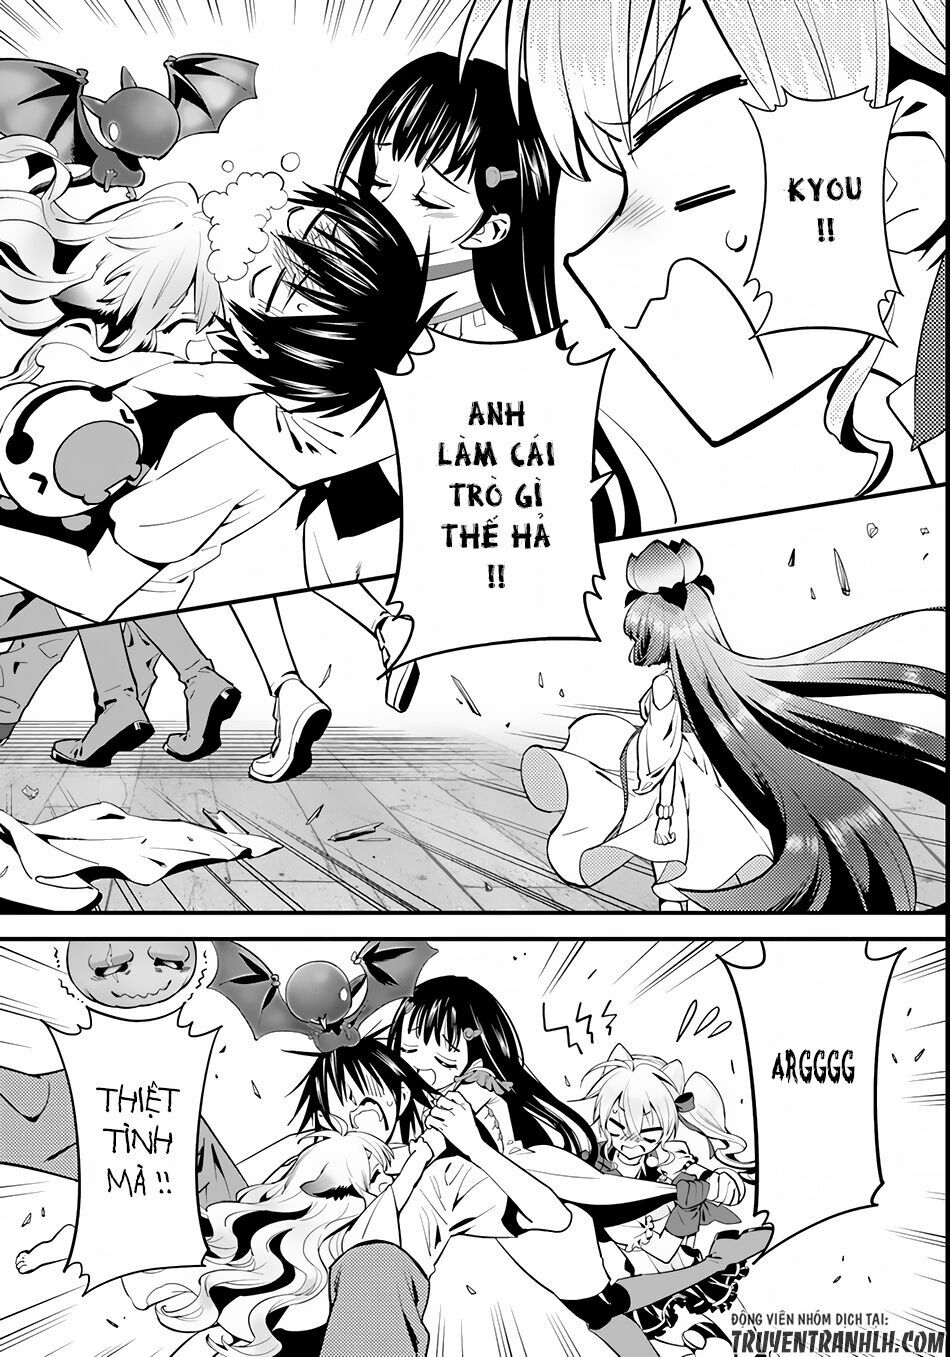 KYOU
!!
ANH
LÀM CÁI
TRÒ GÌ
THẾ HẢ
!!
ARGGGG
THIỆT
TÌNH
MÀ !!
ĐỘNG VIÊN NHÓM DỊCH TẠI:
TRUYENTRANHLH.COM